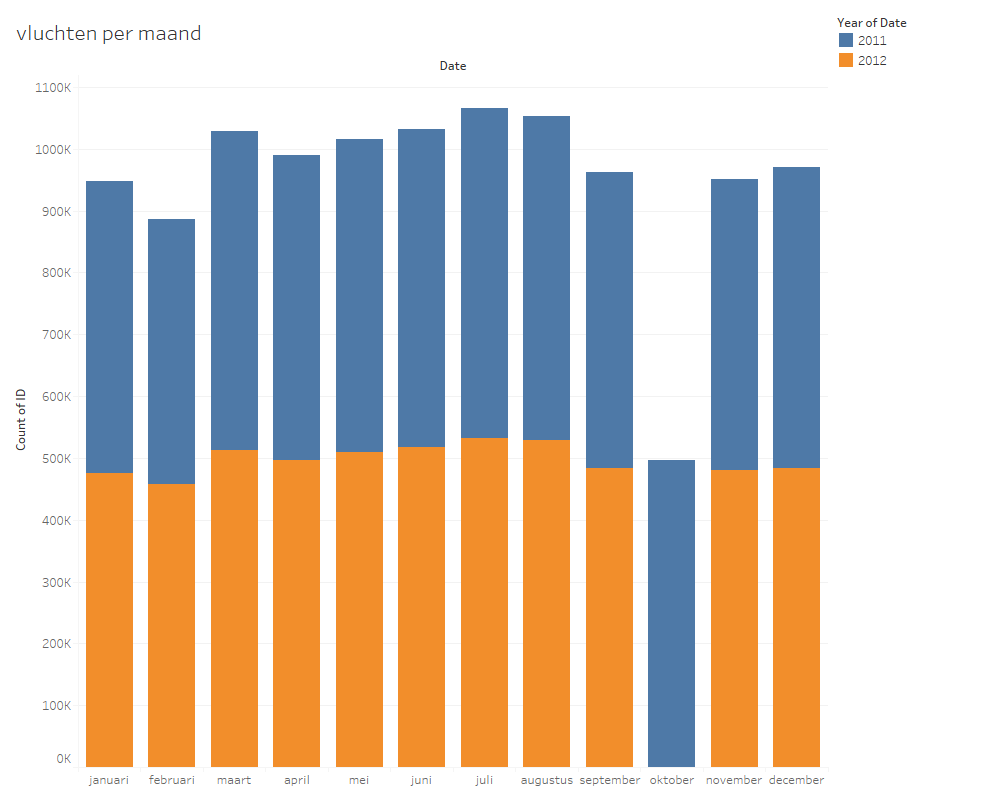 vluchten per maand
Year of Date
2011
2012
Date
1100K
1000K
900K
800K
700K
600K
500K
400K
300K
200K
100K
0K
Count of ID
januari februari maart april mei juni juli augustus september oktober november december